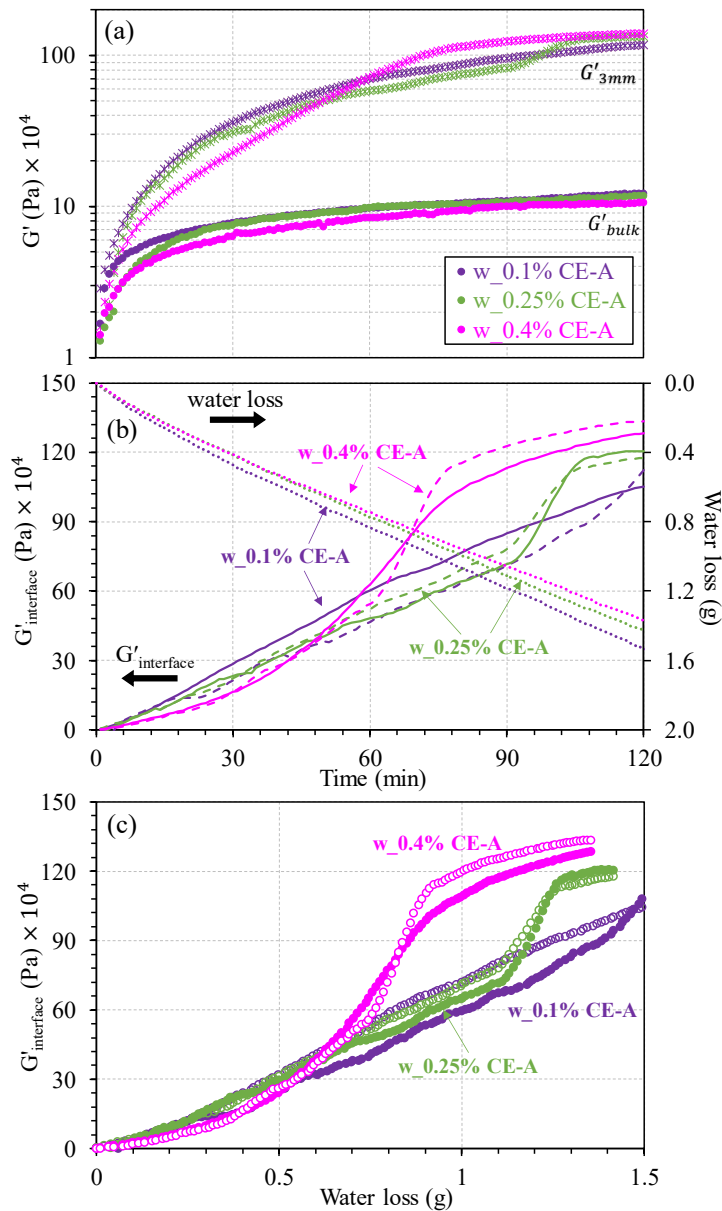 (a)
100
10
1
G' (Pa) × 10⁴
G'₃ₘₘ
G'bulk
w_0.1% CE-A
w_0.25% CE-A
w_0.4% CE-A
(b)
150
120
90
60
30
0
G'interface (Pa) × 10⁴
water loss
w_0.4% CE-A
w_0.1% CE-A
w_0.25% CE-A
G'interface
0.0
0.4
0.8
1.2
1.6
2.0
Water loss (g)
0 30 60 90 120
Time (min)
(c)
150
120
90
60
30
0
G'interface (Pa) × 10⁴
w_0.4% CE-A
w_0.1% CE-A
w_0.25% CE-A
0 0.5 1 1.5
Water loss (g)